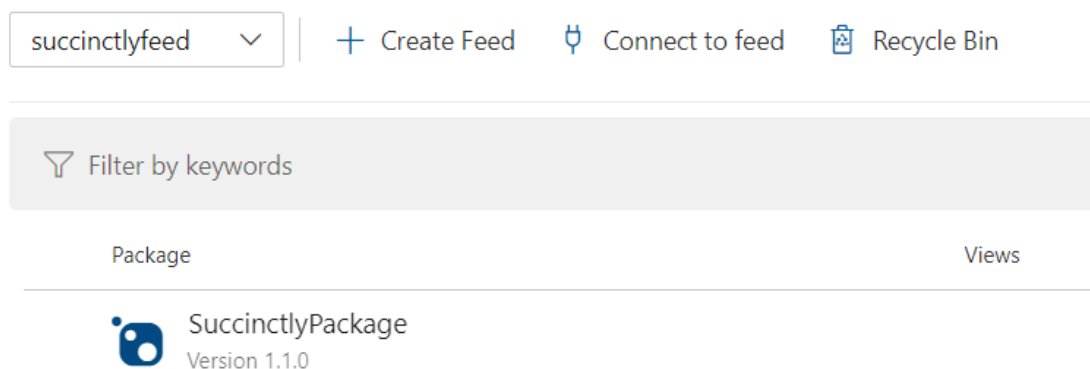 succinctlyfeed Create Feed Connect to feed Recycle Bin
Filter by keywords
Package Views
SuccinctlyPackage
Version 1.1.0